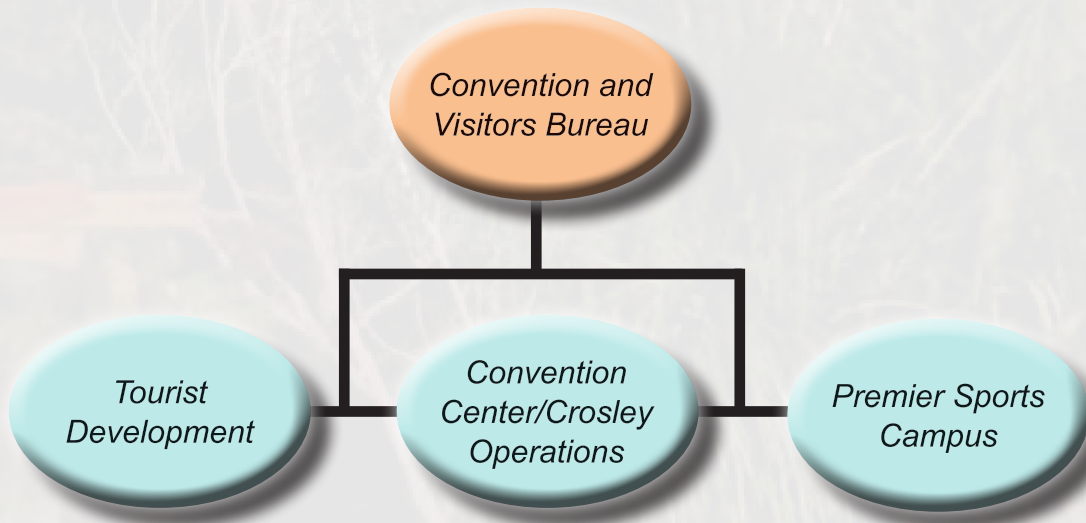 Convention and
Visitors Bureau
Tourist
Development
Convention
Center/Crosley
Operations
Premier Sports
Campus